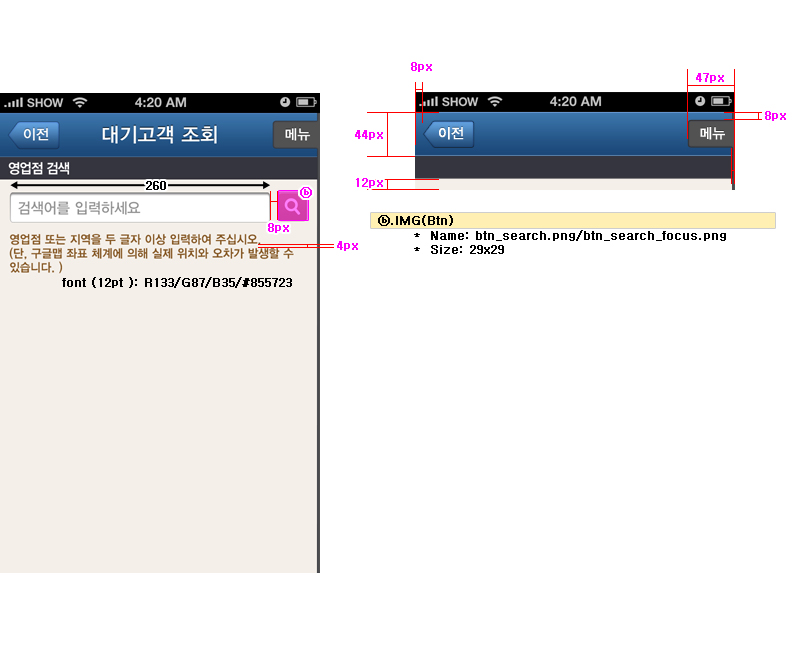 8px
47px
SHOW 4:20 AM
SHOW 4:20 AM
8px
이전 대기고객 조회 메뉴
44px
이전 메뉴
영업점 검색
12px
260
ⓑ
검색어를 입력하세요
8px
ⓑ.IMG(Btn)
* Name: btn_search.png/btn_search_focus.png
* Size: 29x29
영업점 또는 지역을 두 글자 이상 입력하여 주십시오.
4px
(단, 구글맵 좌표 체계에 의해 실제 위치와 오차가 발생할 수
있습니다. )
font (12pt ): R133/G87/B35/#855723